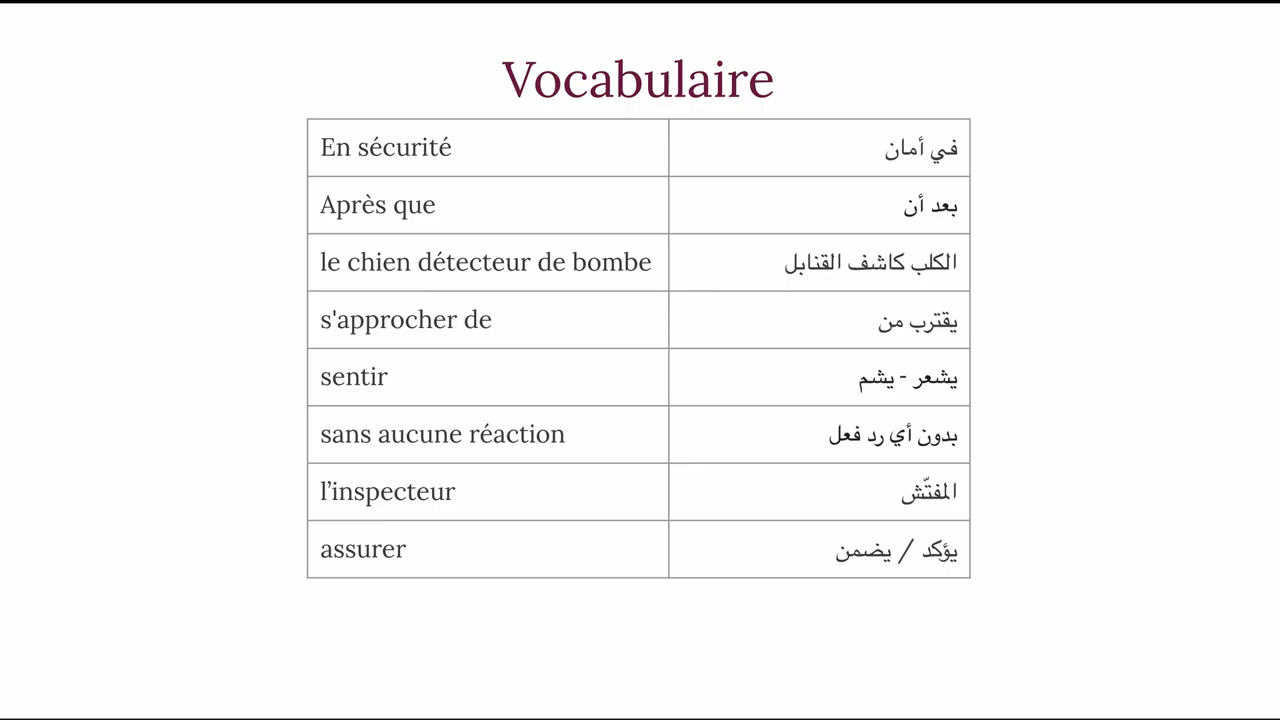 Vocabulaire
En sécurité في أمان
Après que بعد أن
le chien détecteur de bombe الكلب كاشف القنابل
s'approcher de يقترب من
sentir يشعر - يشم
sans aucune réaction بدون أي رد فعل
l’inspecteur المفتّش
assurer يؤكد / يضمن